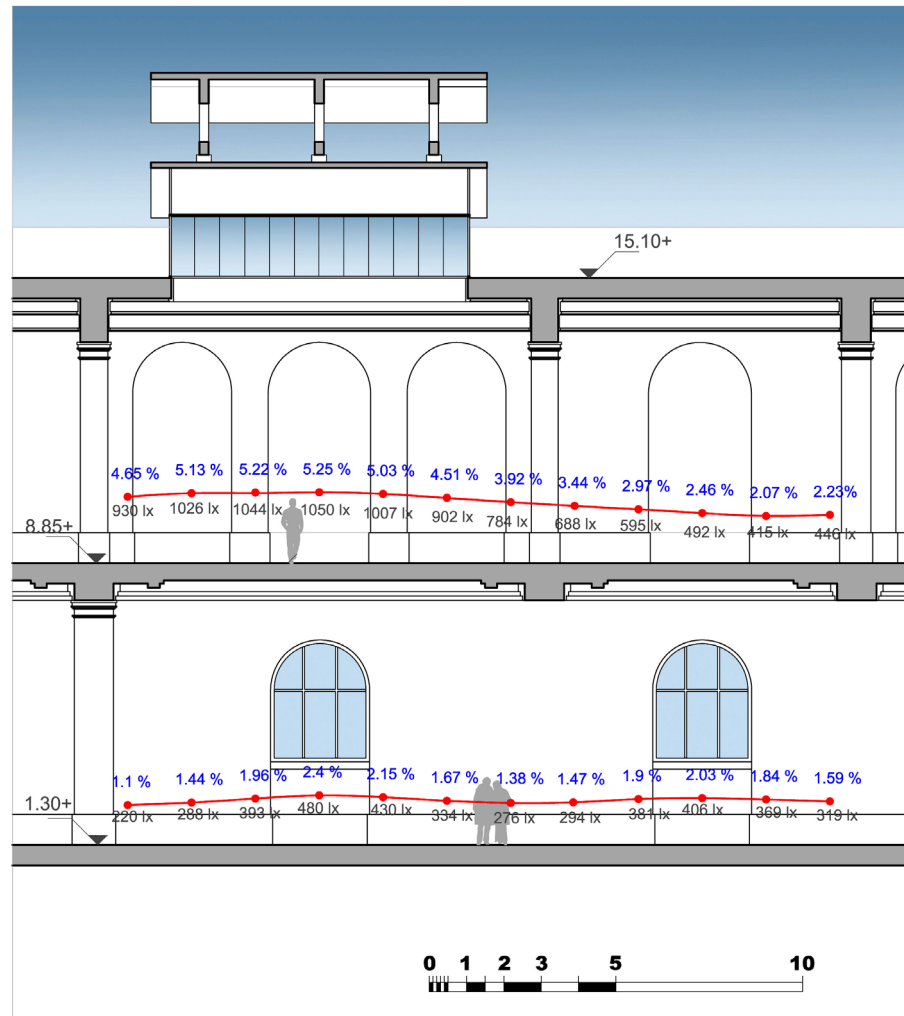 15.10+
4.65 % 5.13 % 5.22 % 5.25 % 5.03 % 4.51 % 3.92 % 3.44 % 2.97 % 2.46 % 2.07 % 2.23%
930 lx 1026 lx 1044 lx 1050 lx 1007 lx 902 lx 784 lx 688 lx 595 lx 492 lx 415 lx 446 lx
8.85+
1.1 % 1.44 % 1.96 % 2.4 % 2.15 % 1.67 % 1.38 % 1.47 % 1.9 % 2.03 % 1.84 % 1.59 %
1.30+
220 lx 288 lx 393 lx 480 lx 430 lx 334 lx 276 lx 294 lx 381 lx 406 lx 369 lx 319 lx
0 1 2 3 5 10